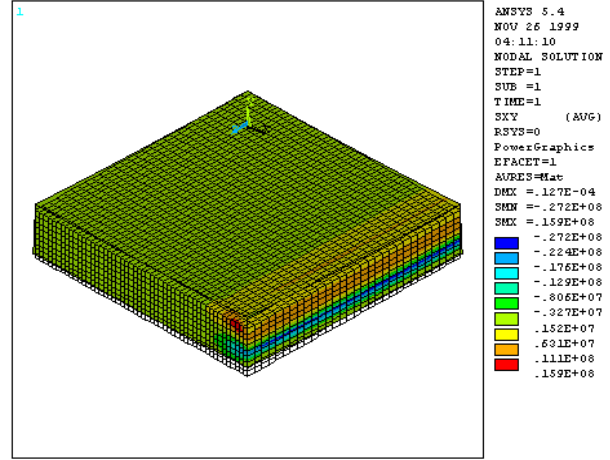 1
ANSYS 5.4
NOV 26 1999
04:11:10
NODAL SOLUTION
STEP=1
SUB =1
TIME=1
SXY (AVG)
RSYS=0
PowerGraphics
EFACET=1
AVRES=Mat
DMX =.127E-04
SMN =-.272E+08
SMX =.159E+08
-.272E+08
-.224E+08
-.176E+08
-.129E+08
-.806E+07
-.327E+07
.152E+07
.631E+07
.111E+08
.159E+08